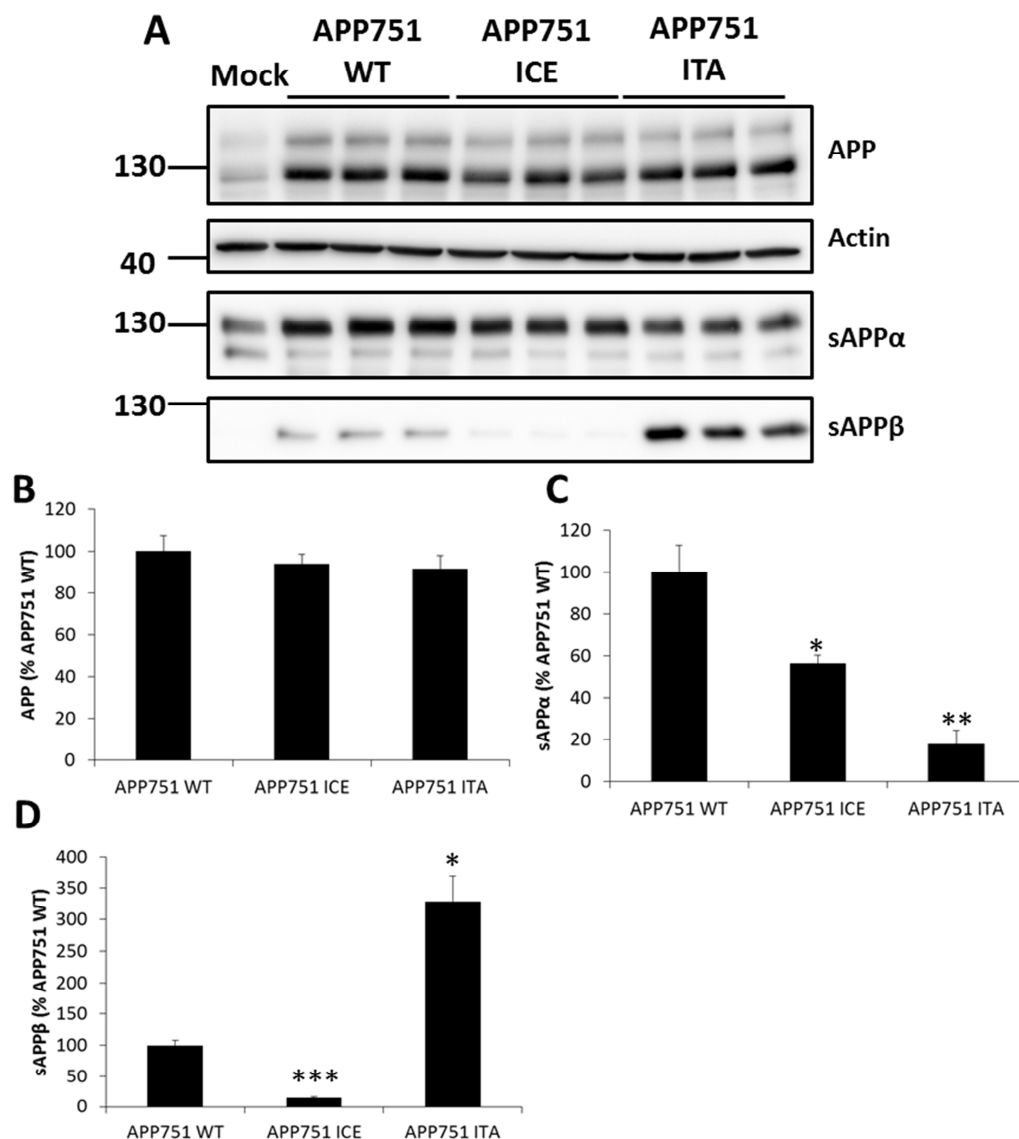 A
Mock
APP751
WT
APP751
ICE
APP751
ITA
130
APP
40
Actin
130
sAPPα
130
sAPPβ
B
APP (% APP751 WT)
120
100
80
60
40
20
0
APP751 WT
APP751 ICE
APP751 ITA
C
sAPPα (% APP751 WT)
120
100
80
60
40
20
0
*
**
APP751 WT
APP751 ICE
APP751 ITA
D
sAPPβ (% APP751 WT)
400
350
300
250
200
150
100
50
0
***
*
APP751 WT
APP751 ICE
APP751 ITA